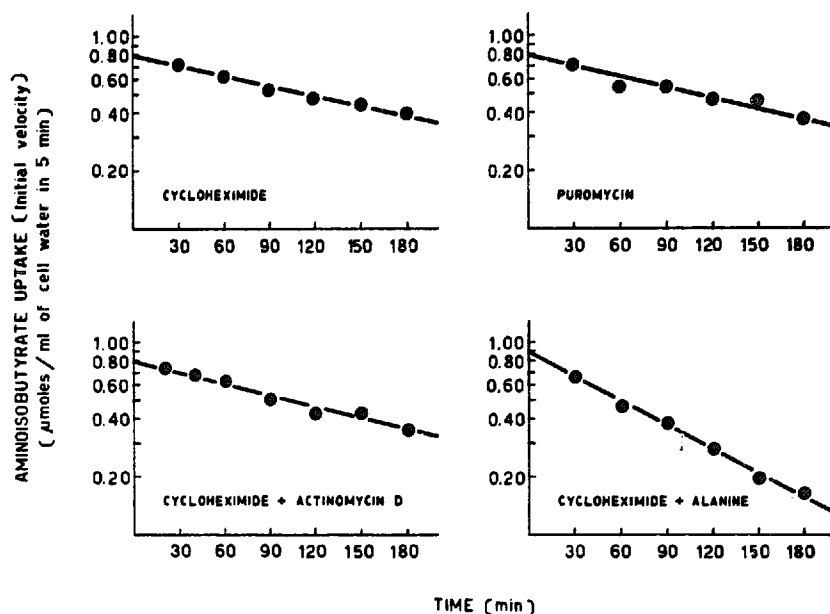 AMINOISOBUTYRATE UPTAKE (Initial velocity)
(μmoles/ml of cell water in 5 min)
1.00
0.80
0.60
0.40
0.20
CYCLOHEXIMIDE
30 60 90 120 150 180
1.00
0.80
0.60
0.40
0.20
PUROMYCIN
30 60 90 120 150 180
1.00
0.80
0.60
0.40
0.20
CYCLOHEXIMIDE + ACTINOMYCIN D
30 60 90 120 150 180
1.00
0.80
0.60
0.40
0.20
CYCLOHEXIMIDE + ALANINE
30 60 90 120 150 180
TIME (min)